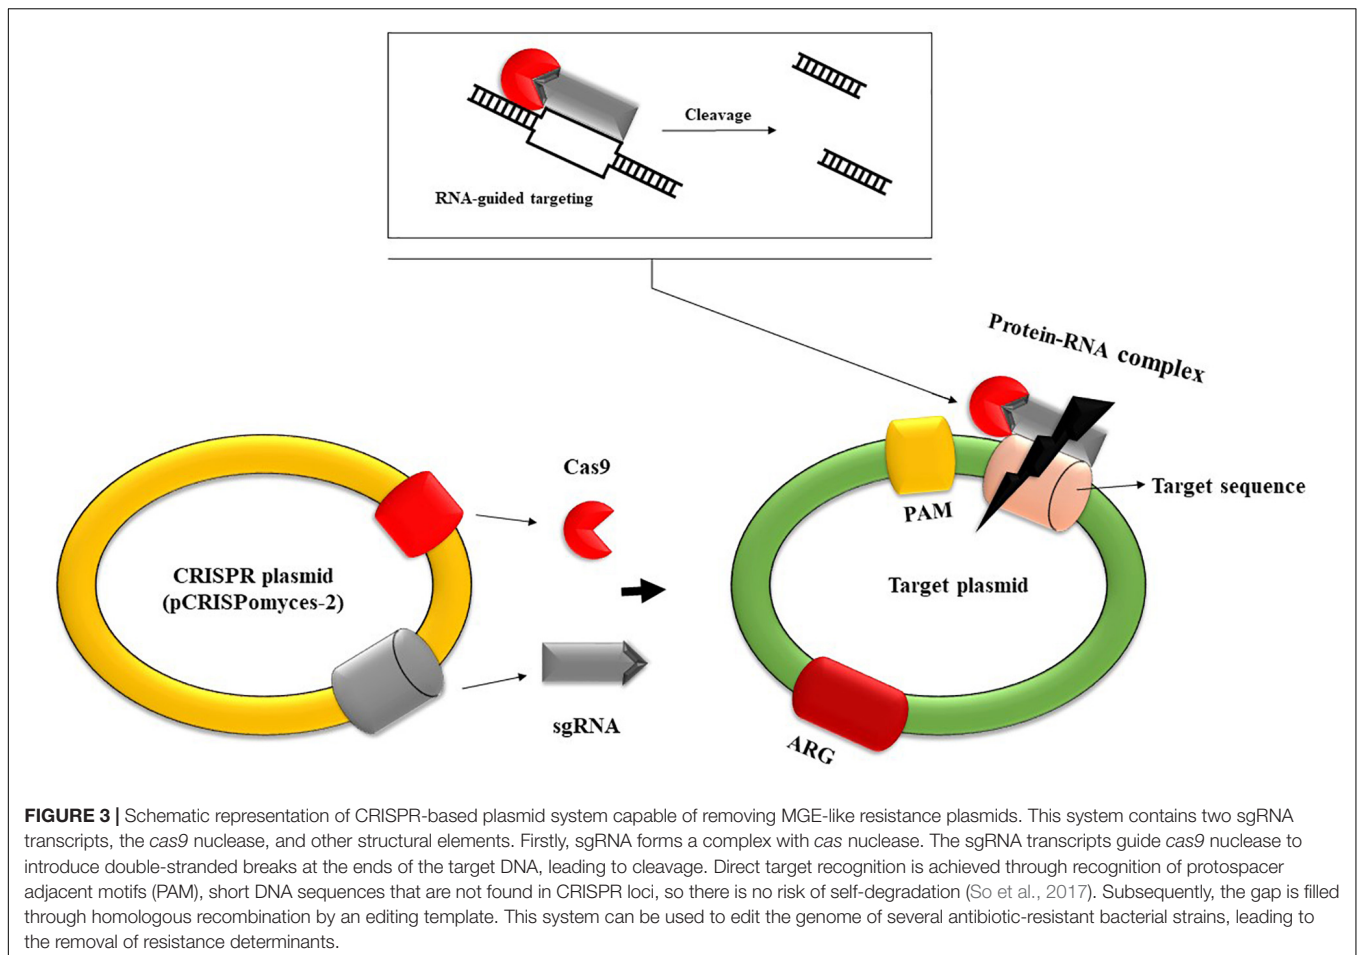 Cleavage
RNA-guided targeting
Protein-RNA complex
Cas9
Target sequence
PAM
CRISPR plasmid
(pCRISPomyces-2)
Target plasmid
sgRNA
ARG
FIGURE 3 | Schematic representation of CRISPR-based plasmid system capable of removing MGE-like resistance plasmids. This system contains two sgRNA
transcripts, the cas9 nuclease, and other structural elements. Firstly, sgRNA forms a complex with cas nuclease. The sgRNA transcripts guide cas9 nuclease to
introduce double-stranded breaks at the ends of the target DNA, leading to cleavage. Direct target recognition is achieved through recognition of protospacer
adjacent motifs (PAM), short DNA sequences that are not found in CRISPR loci, so there is no risk of self-degradation (So et al., 2017). Subsequently, the gap is filled
through homologous recombination by an editing template. This system can be used to edit the genome of several antibiotic-resistant bacterial strains, leading to
the removal of resistance determinants.